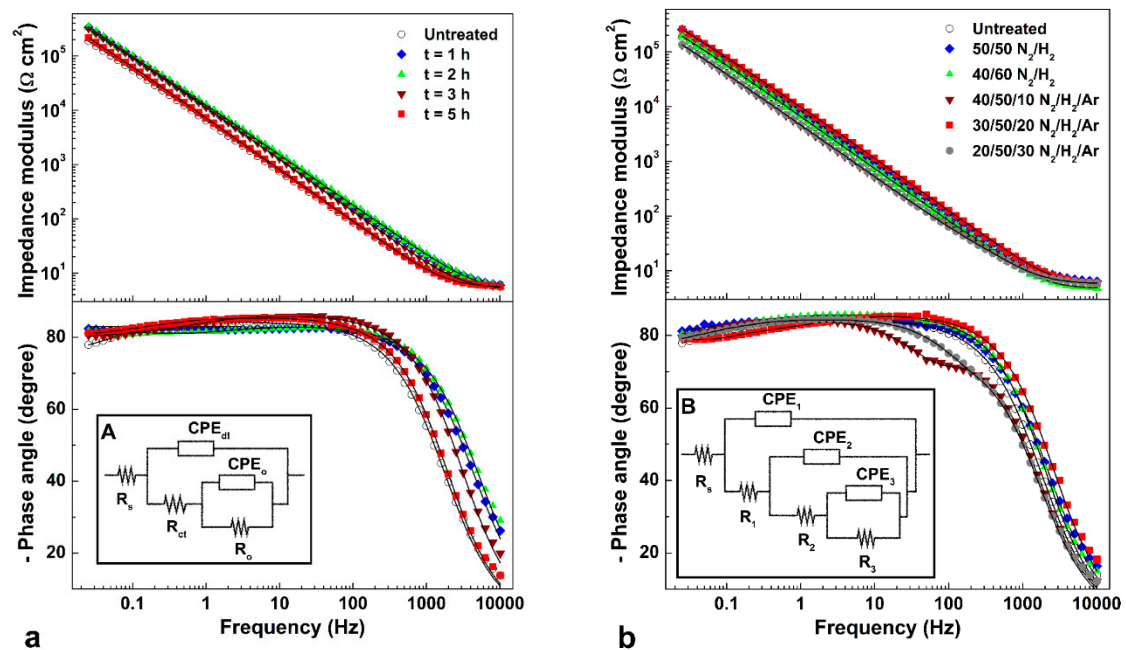 Impedance modulus (Ω cm²)
10⁵
10⁴
10³
10²
10¹
Untreated
t = 1 h
t = 2 h
t = 3 h
t = 5 h
- Phase angle (degree)
80
60
40
20
A
CPE_dl
CPE_o
R_s
R_ct
R_o
0.1 1 10 100 1000 10000
Frequency (Hz)
a
Impedance modulus (Ω cm²)
10⁵
10⁴
10³
10²
10¹
Untreated
50/50 N₂/H₂
40/60 N₂/H₂
40/50/10 N₂/H₂/Ar
30/50/20 N₂/H₂/Ar
20/50/30 N₂/H₂/Ar
- Phase angle (degree)
80
60
40
20
B
CPE₁
CPE₂
CPE₃
R_s
R₁
R₂
R₃
0.1 1 10 100 1000 10000
Frequency (Hz)
b